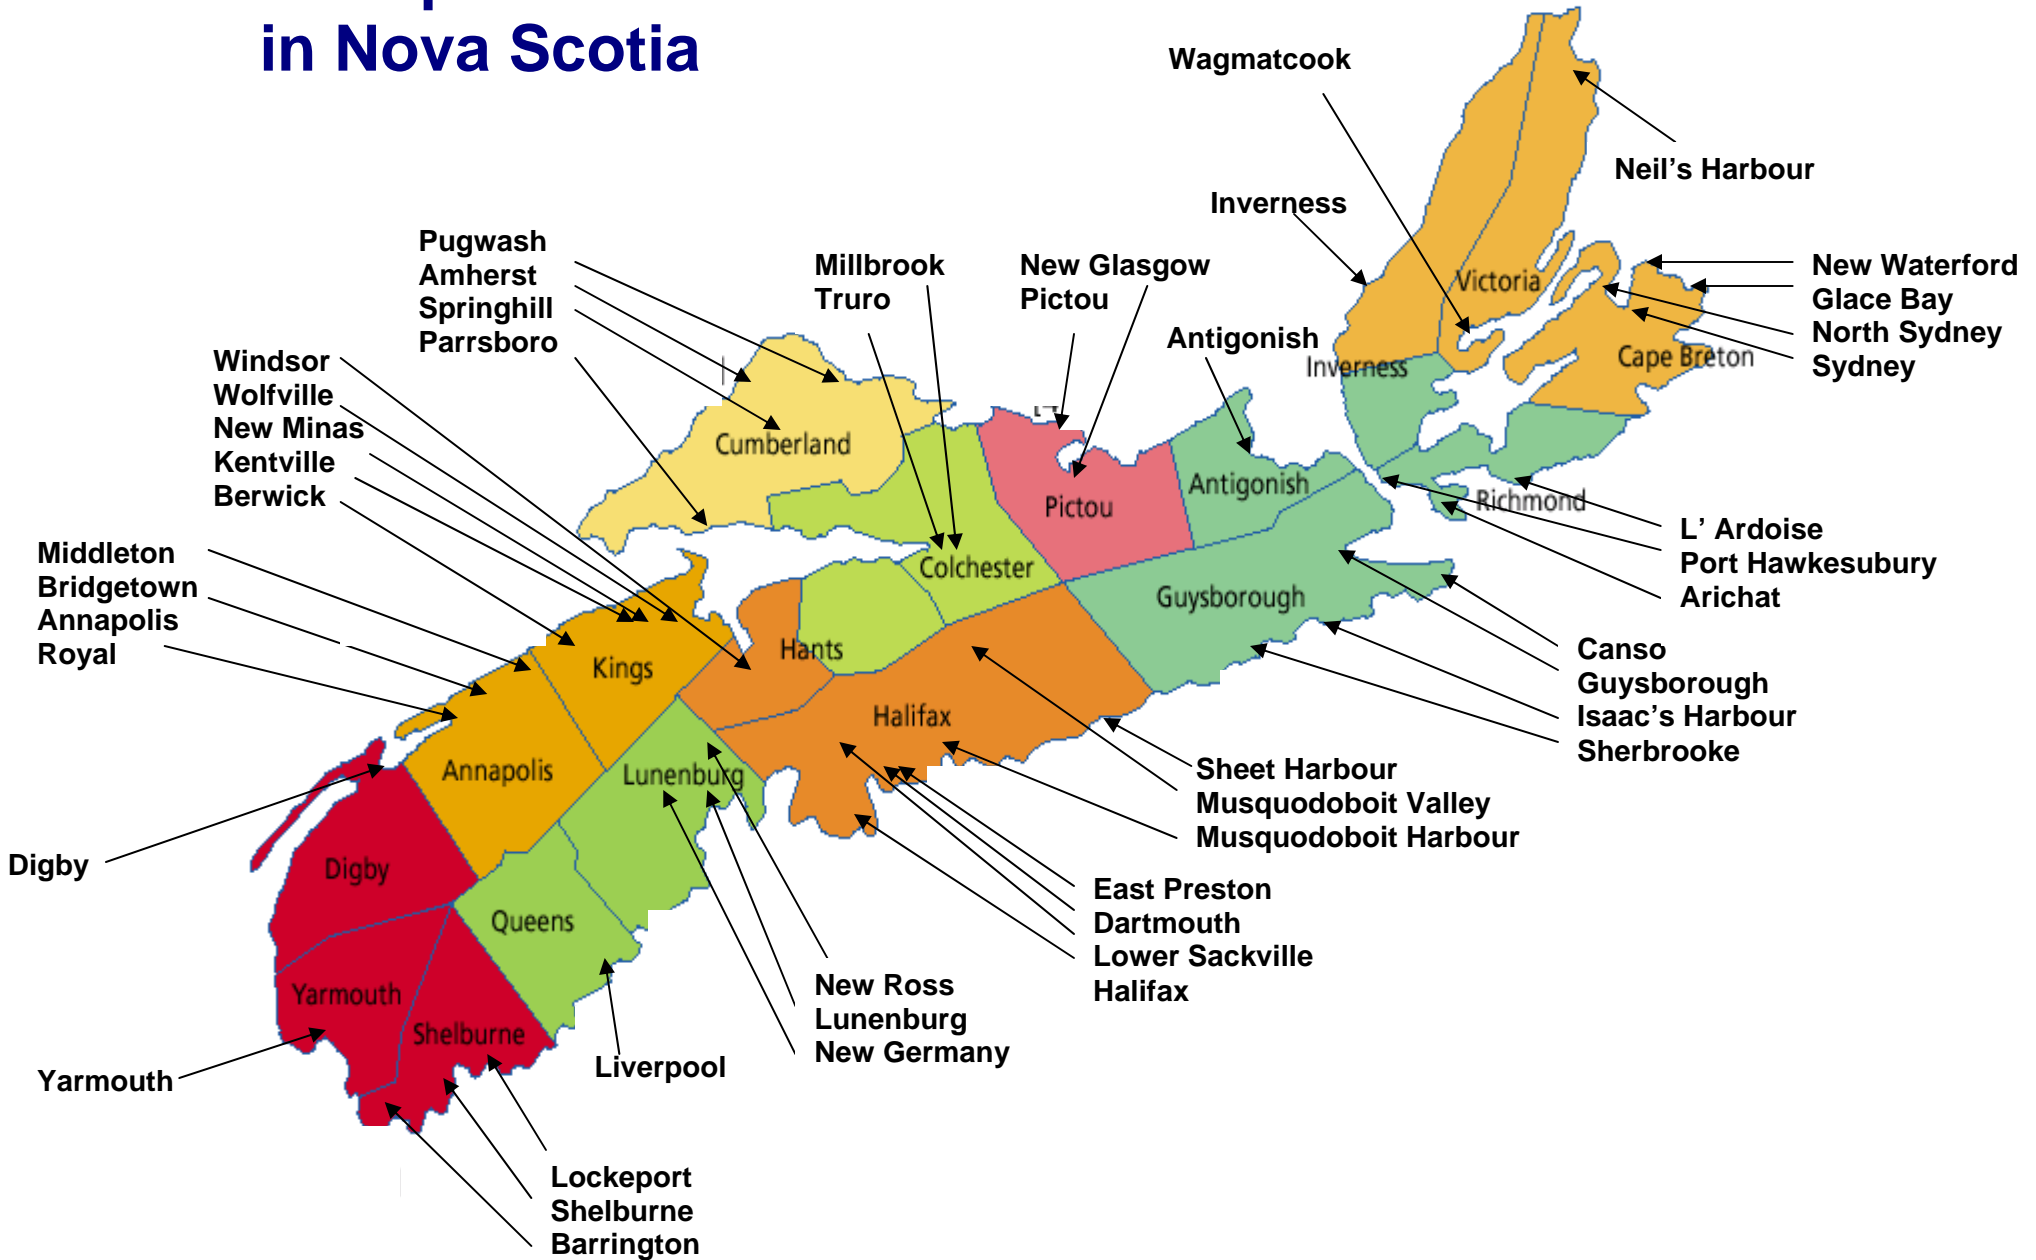 in Nova Scotia
Wagmatcook
Neil's Harbour
Inverness
Pugwash
Amherst
Springhill
Parrsboro
Millbrook
Truro
New Glasgow
Pictou
Antigonish
New Waterford
Glace Bay
North Sydney
Sydney
Victoria
Cape Breton
Inverness
Windsor
Wolfville
New Minas
Kentville
Berwick
Cumberland
Pictou
Antigonish
Richmond
L' Ardoise
Port Hawkesubury
Arichat
Middleton
Bridgetown
Annapolis
Royal
Colchester
Guysborough
Hants
Kings
Canso
Guysborough
Isaac's Harbour
Sherbrooke
Halifax
Annapolis
Lunenburg
Sheet Harbour
Musquodoboit Valley
Musquodoboit Harbour
Digby
Digby
Queens
East Preston
Dartmouth
Lower Sackville
Halifax
Yarmouth
Shelburne
New Ross
Lunenburg
New Germany
Liverpool
Yarmouth
Lockeport
Shelburne
Barrington